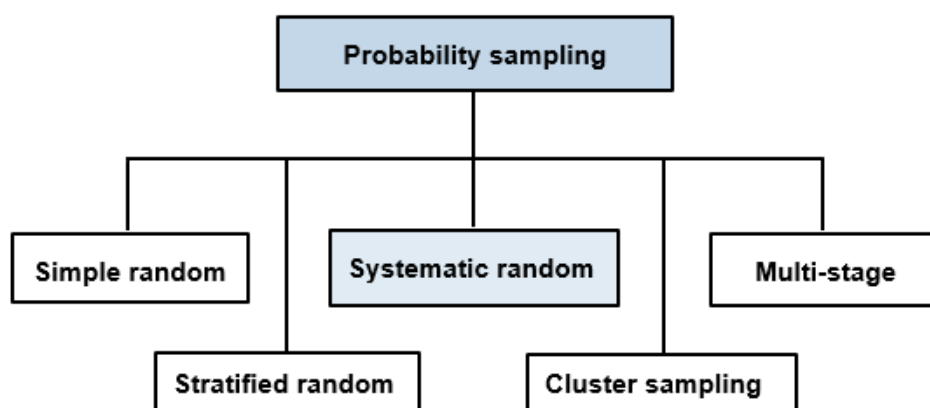 Probability sampling
Simple random
Systematic random
Multi-stage
Stratified random
Cluster sampling